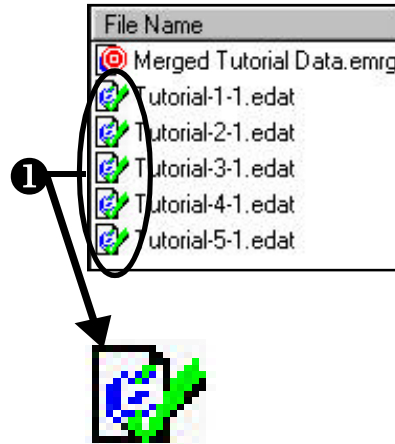 File Name
Merged Tutorial Data.emrg
Tutorial-1-1.edat
Tutorial-2-1.edat
Tutorial-3-1.edat
Tutorial-4-1.edat
Tutorial-5-1.edat
❶